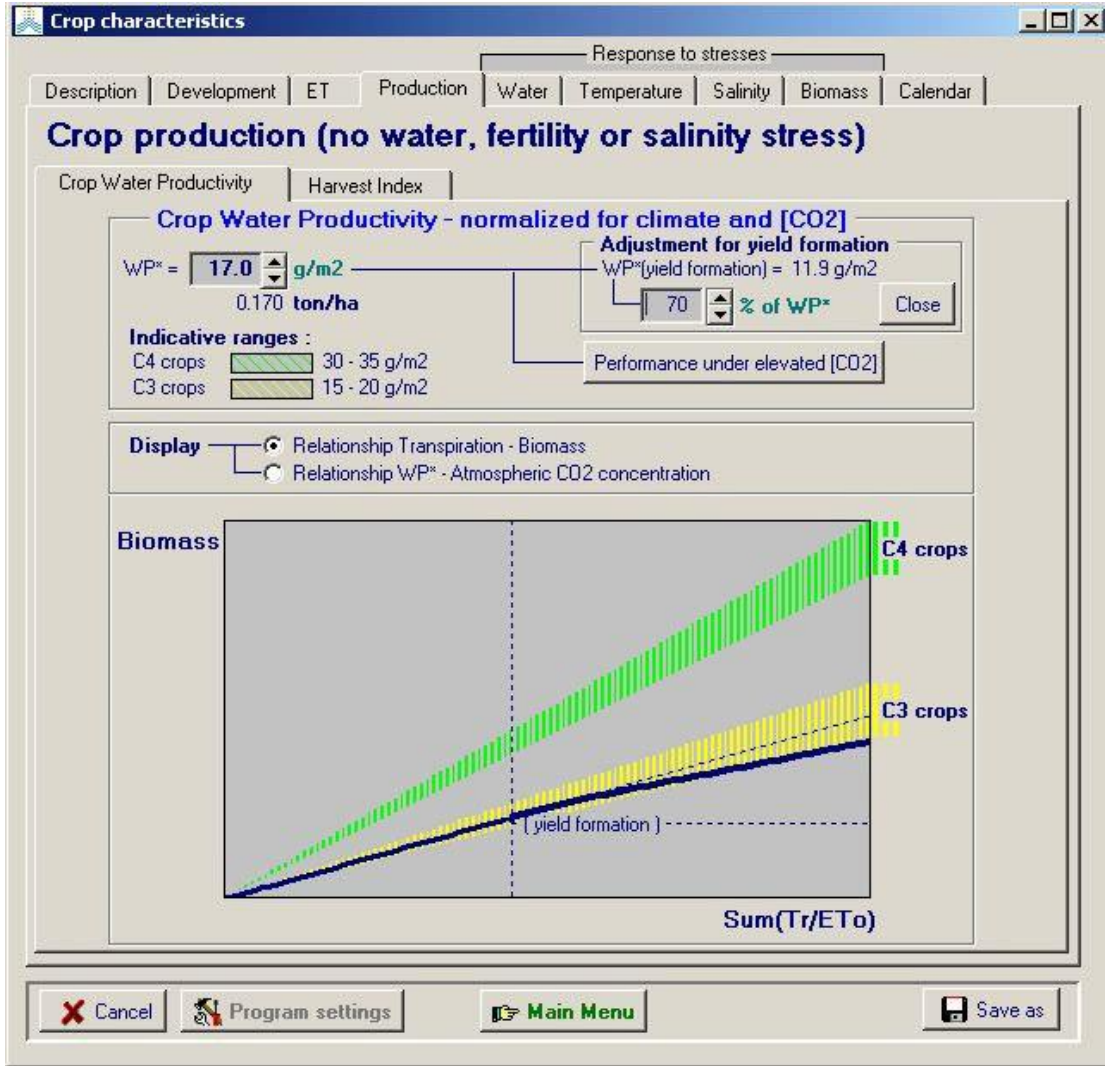 Crop characteristics
Response to stresses
Description Development ET Production Water Temperature Salinity Biomass Calendar
Crop production (no water, fertility or salinity stress)
Crop Water Productivity Harvest Index
Crop Water Productivity - normalized for climate and [CO2]
Adjustment for yield formation
WP* = 17.0 g/m2 WP*(yield formation) = 11.9 g/m2
0.170 ton/ha 70 % of WP* Close
Indicative ranges :
C4 crops 30 - 35 g/m2 Performance under elevated [CO2]
C3 crops 15 - 20 g/m2
Display Relationship Transpiration - Biomass
Relationship WP* - Atmospheric CO2 concentration
Biomass
C4 crops
C3 crops
( yield formation )
Sum(Tr/ETo)
Cancel Program settings Main Menu Save as